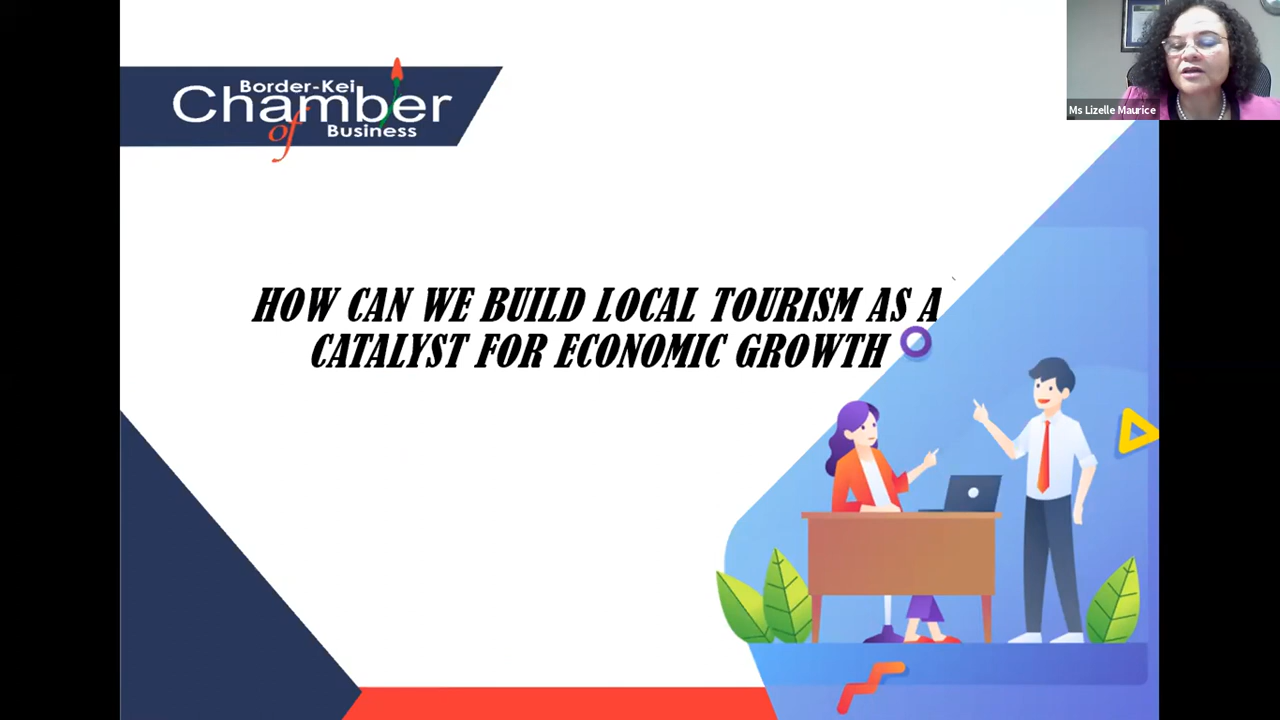 Border-Kei
Chamber
of Business
Ms Lizelle Maurice
HOW CAN WE BUILD LOCAL TOURISM AS A
CATALYST FOR ECONOMIC GROWTH